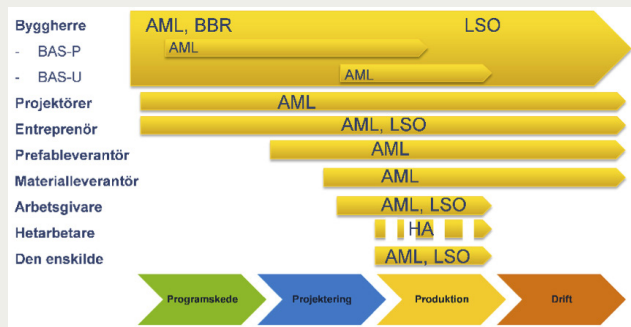 Byggherre AML, BBR LSO
- BAS-P AML
- BAS-U AML
Projektörer AML
Entreprenör AML, LSO
Prefableverantör AML
Materialleverantör AML
Arbetsgivare AML, LSO
Hetarbetare HA
Den enskilde AML, LSO
Programskede Projektering Produktion Drift